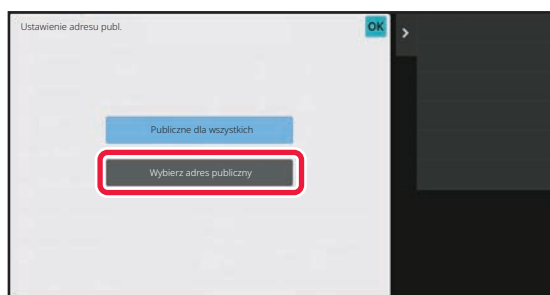 Ustawienie adresu publ.
OK
Publiczne dla wszystkich
Wybierz adres publiczny